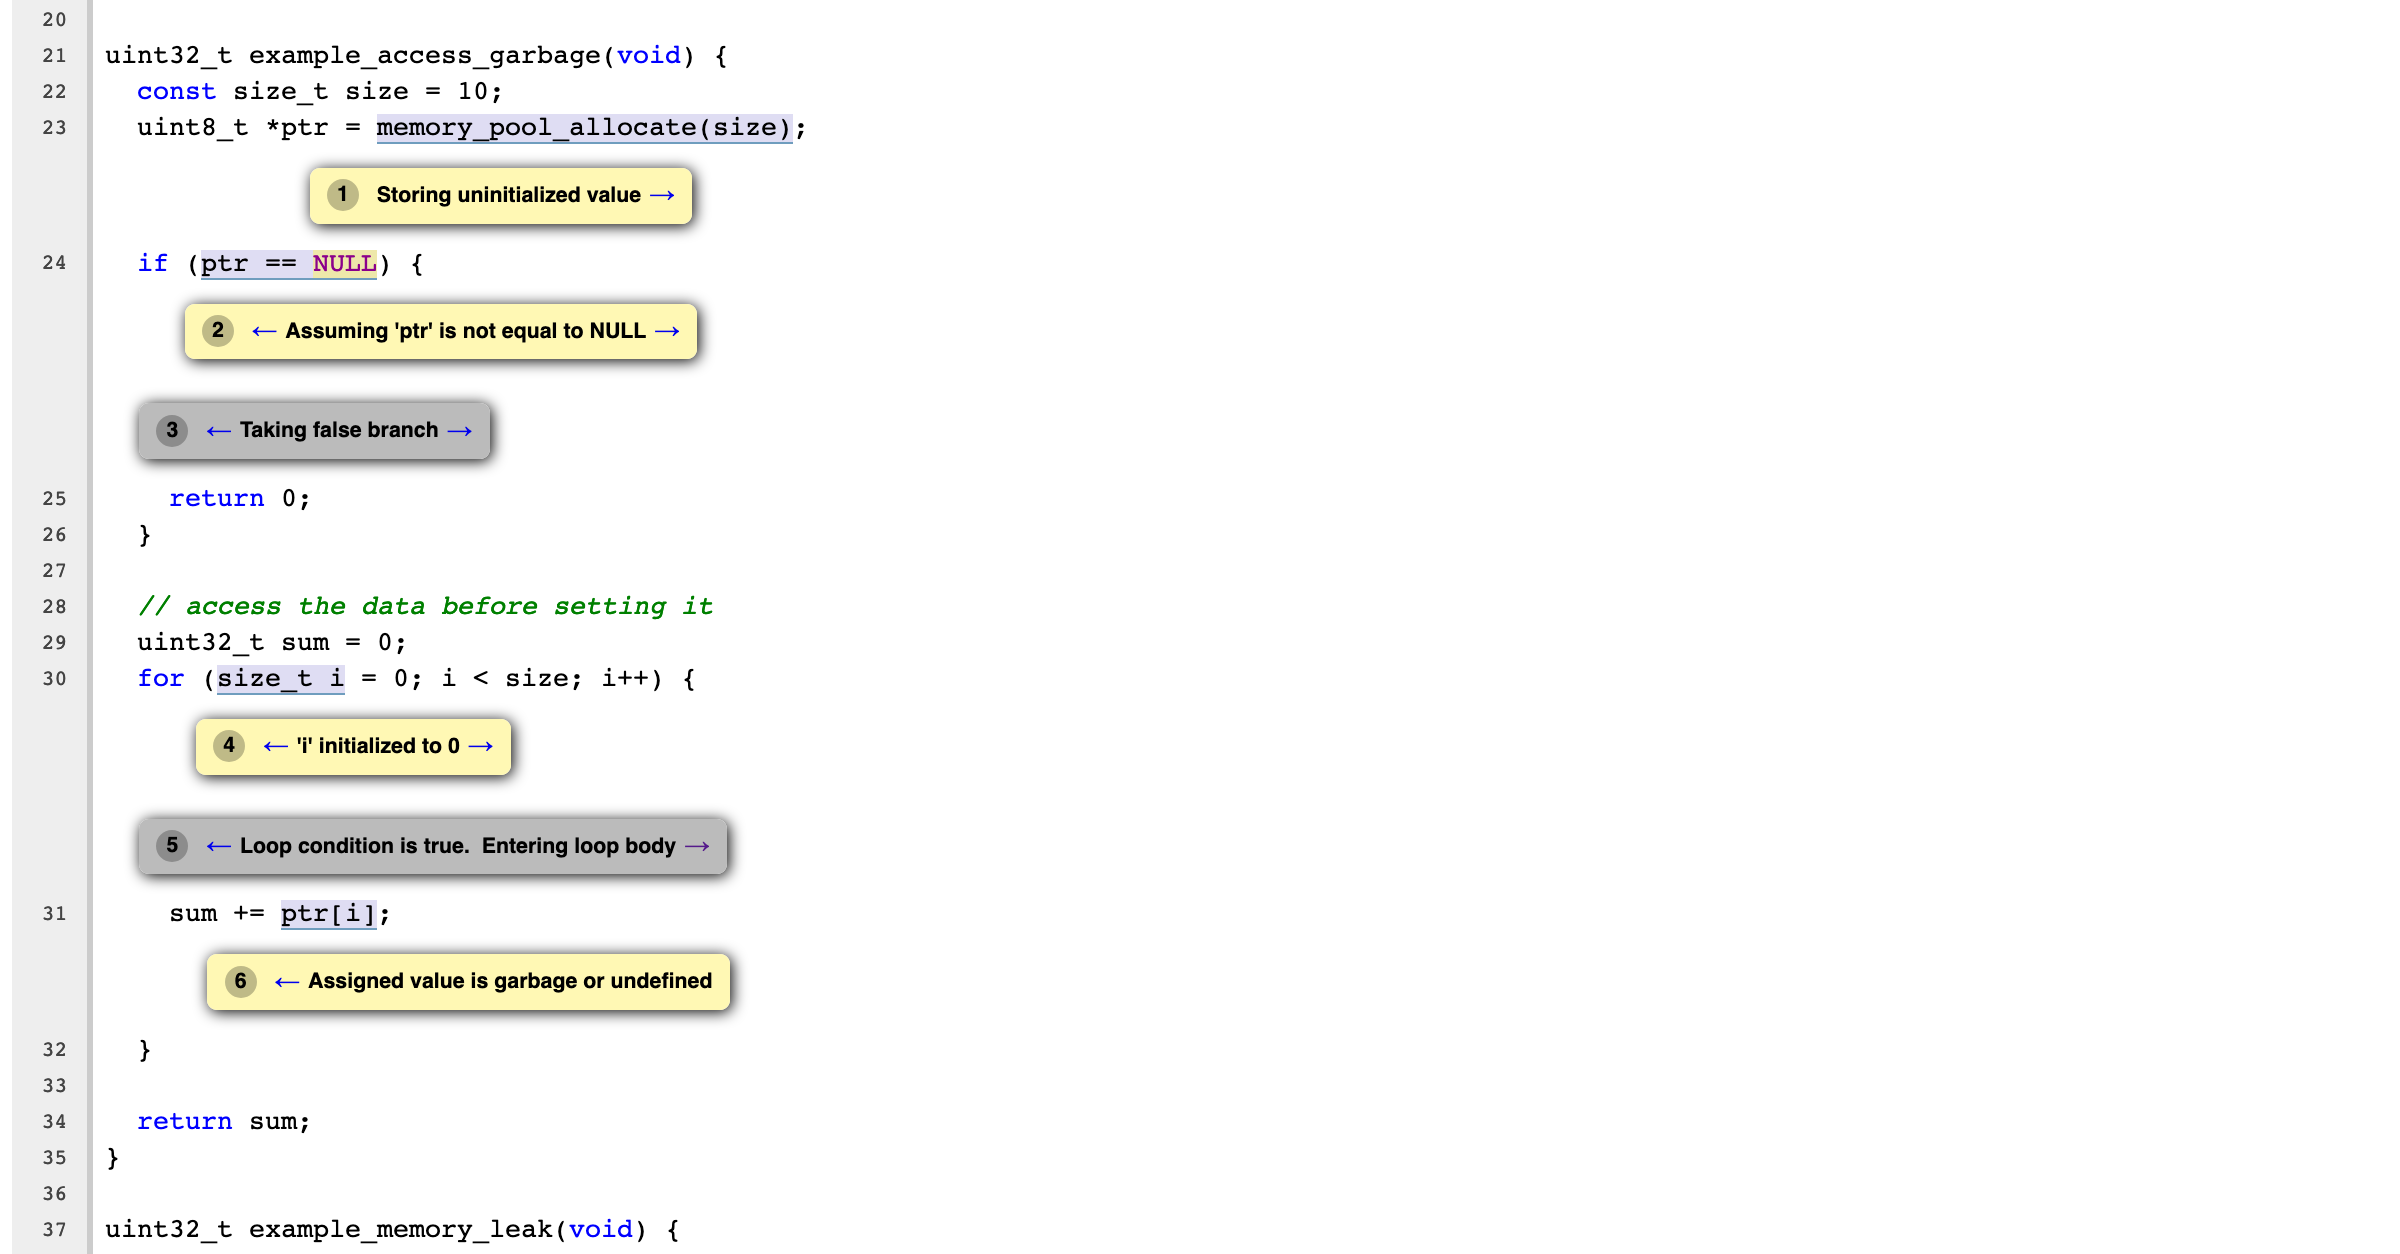 20
21 uint32_t example_access_garbage(void) {
22 const size_t size = 10;
23 uint8_t *ptr = memory_pool_allocate(size);
1 Storing uninitialized value →
24 if (ptr == NULL) {
2 ← Assuming 'ptr' is not equal to NULL →
3 ← Taking false branch →
25 return 0;
26 }
27
28 // access the data before setting it
29 uint32_t sum = 0;
30 for (size_t i = 0; i < size; i++) {
4 ← 'i' initialized to 0 →
5 ← Loop condition is true.  Entering loop body →
31 sum += ptr[i];
6 ← Assigned value is garbage or undefined
32 }
33
34 return sum;
35 }
36
37 uint32_t example_memory_leak(void) {